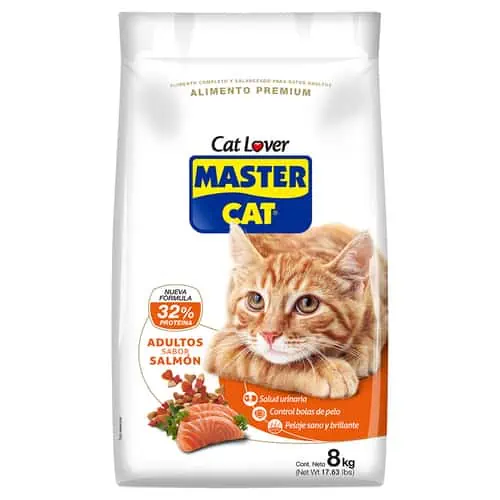 ALIMENTO COMPLETO Y BALANCEADO PARA GATOS ADULTOS
ALIMENTO PREMIUM
Cat Lover
MASTER
CAT®
NUEVA
FÓRMULA
32%
PROTEINA
ADULTOS
SABOR
SALMÓN
Salud urinaria
Control bolas de pelo
Pelaje sano y brillante
Cont. Neto 8kg
(Net Wt 17.63 lbs)